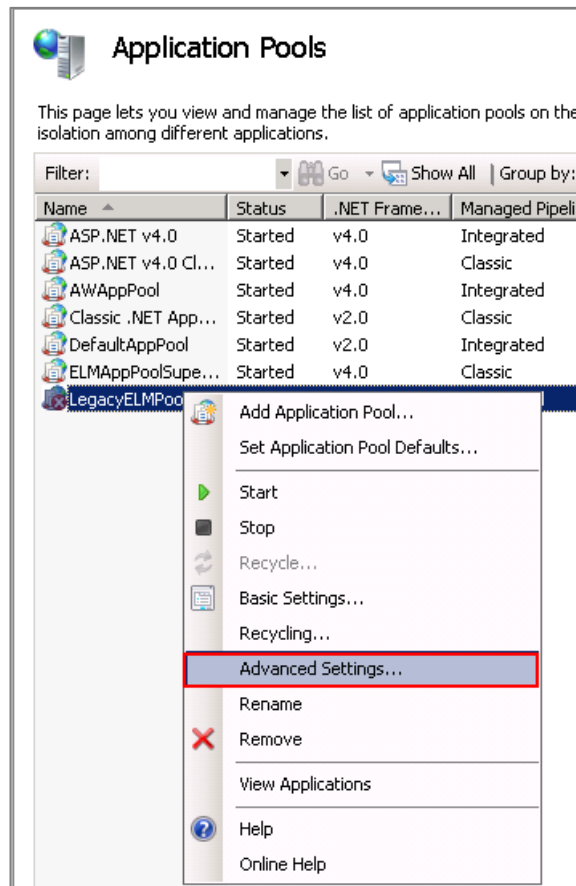 Application Pools
This page lets you view and manage the list of application pools on the
isolation among different applications.
Filter: Go Show All Group by:
Name Status .NET Frame... Managed Pipeli
ASP.NET v4.0 Started v4.0 Integrated
ASP.NET v4.0 Cl... Started v4.0 Classic
AWAppPool Started v4.0 Integrated
Classic .NET App... Started v2.0 Classic
DefaultAppPool Started v2.0 Integrated
ELMAppPoolSupe... Started v4.0 Classic
LegacyELMPoo
Add Application Pool...
Set Application Pool Defaults...
Start
Stop
Recycle...
Basic Settings...
Recycling...
Advanced Settings...
Rename
Remove
View Applications
Help
Online Help